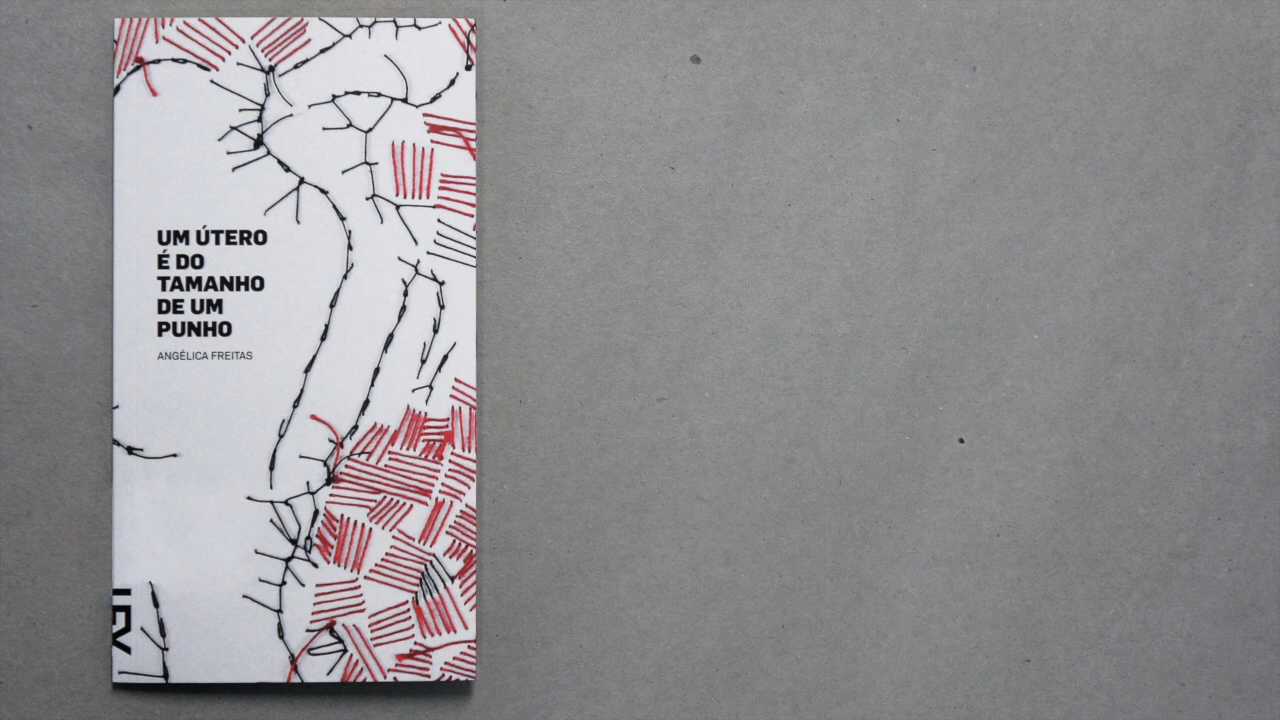 UM ÚTERO
É DO
TAMANHO
DE UM
PUNHO
ANGÉLICA FREITAS